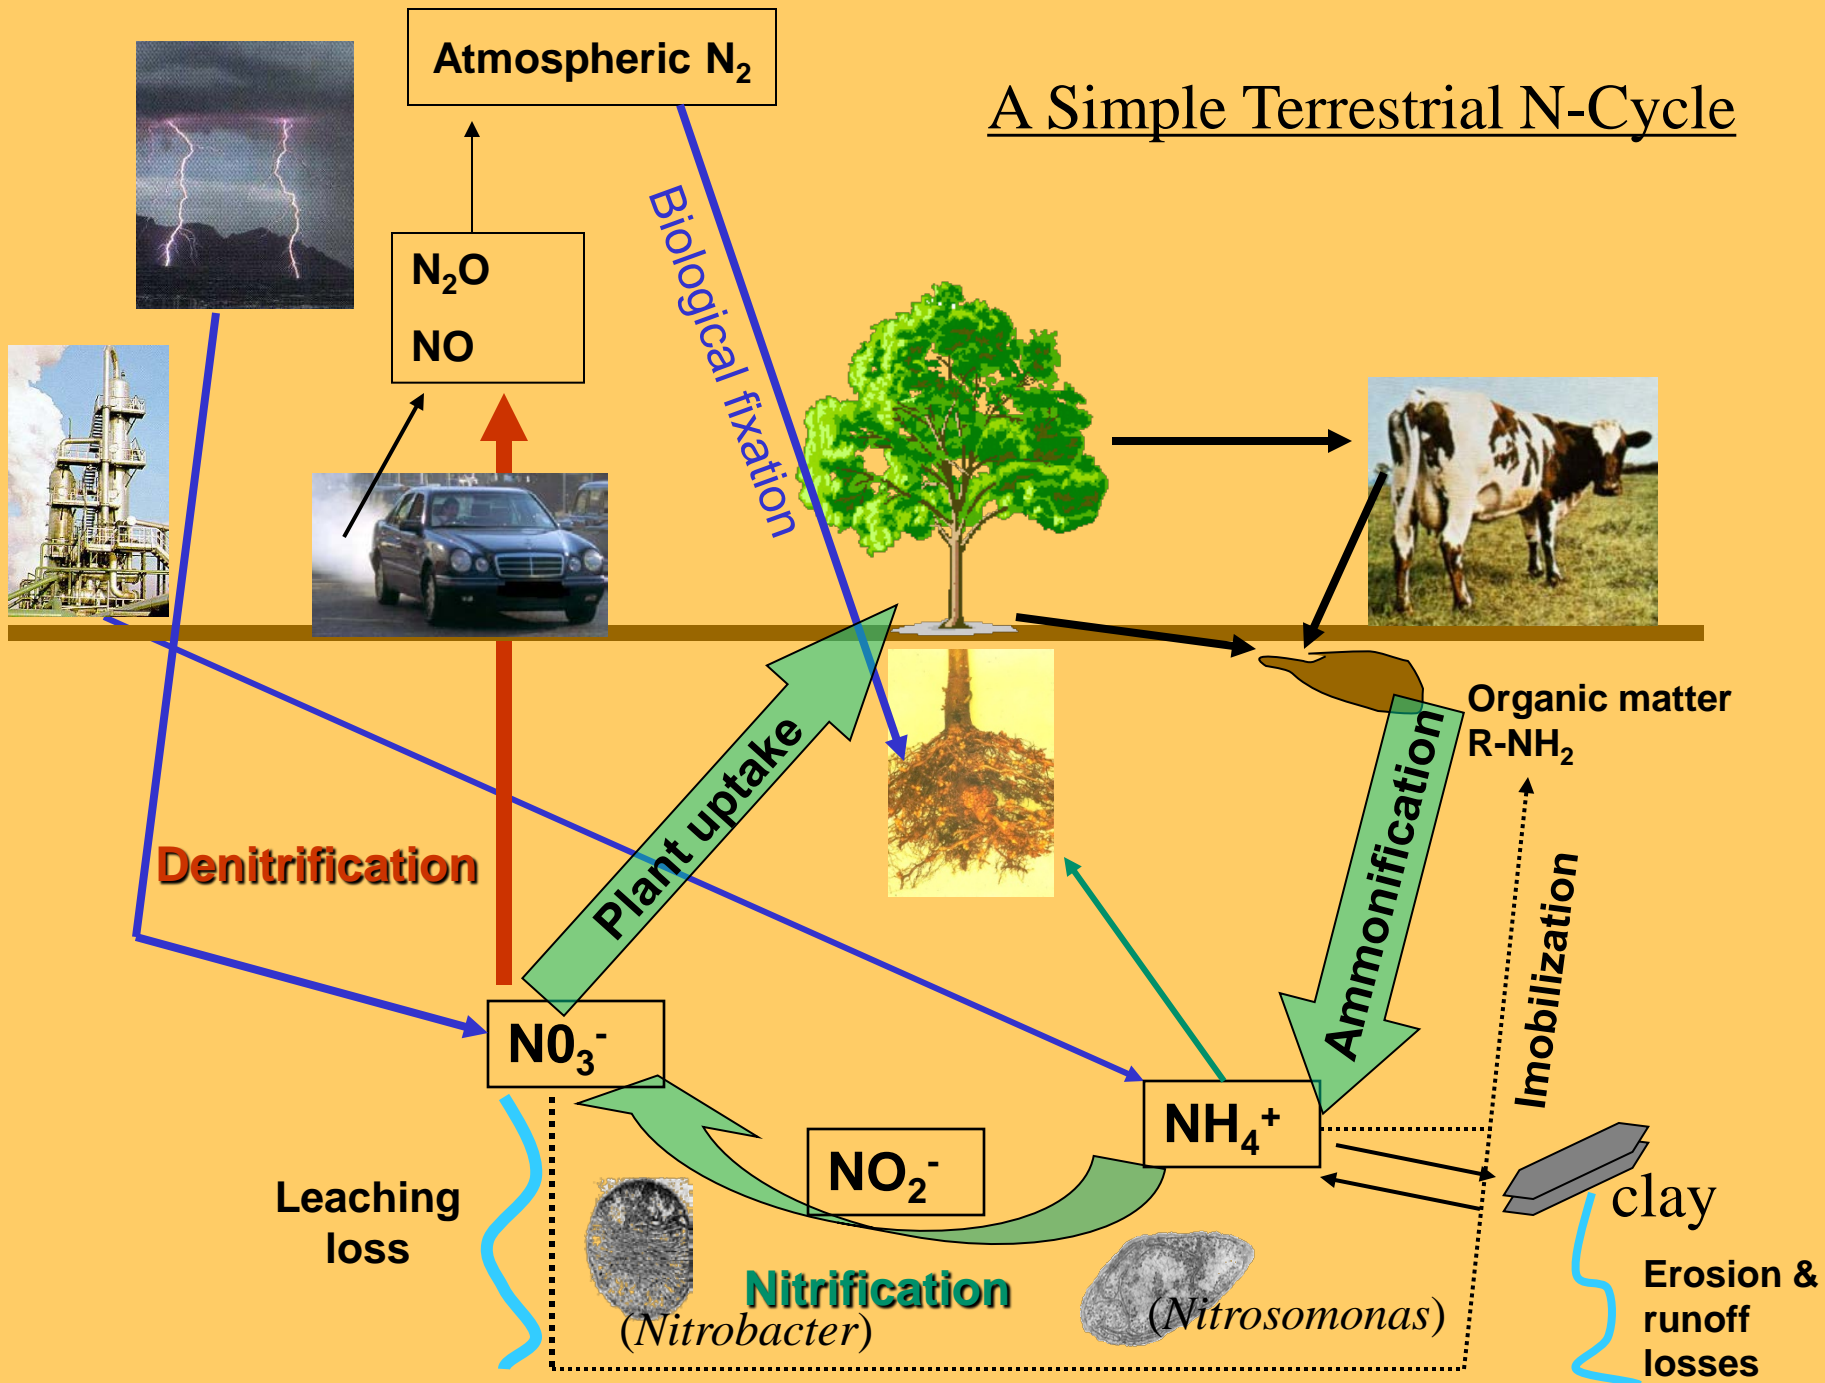 Atmospheric N₂
A Simple Terrestrial N-Cycle
N₂O
NO
Biological fixation
Organic matter
R-NH₂
Plant uptake
Denitrification
Ammonification
Imobilization
N0₃⁻
NH₄⁺
NO₂⁻
clay
Leaching
loss
Nitrification
(Nitrobacter)
(Nitrosomonas)
Erosion &
runoff
losses